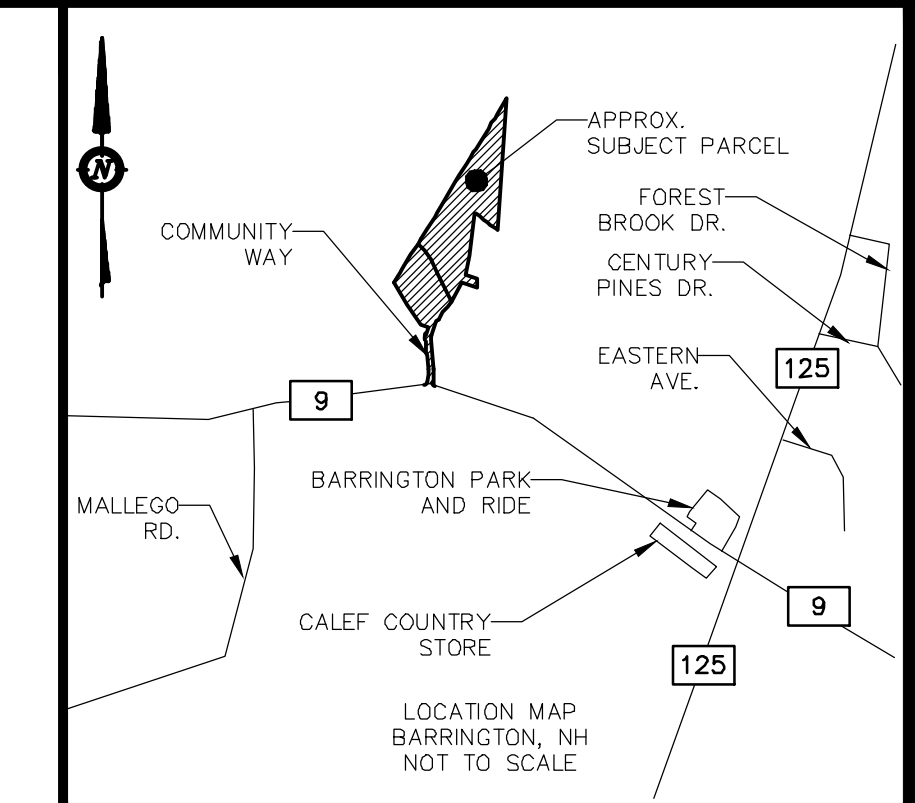 N
APPROX.
SUBJECT PARCEL
FOREST
BROOK DR.
COMMUNITY
WAY
CENTURY
PINES DR.
EASTERN
AVE.
125
9
BARRINGTON PARK
AND RIDE
MALLEGO
RD.
9
CALEF COUNTRY
STORE
125
LOCATION MAP
BARRINGTON, NH
NOT TO SCALE